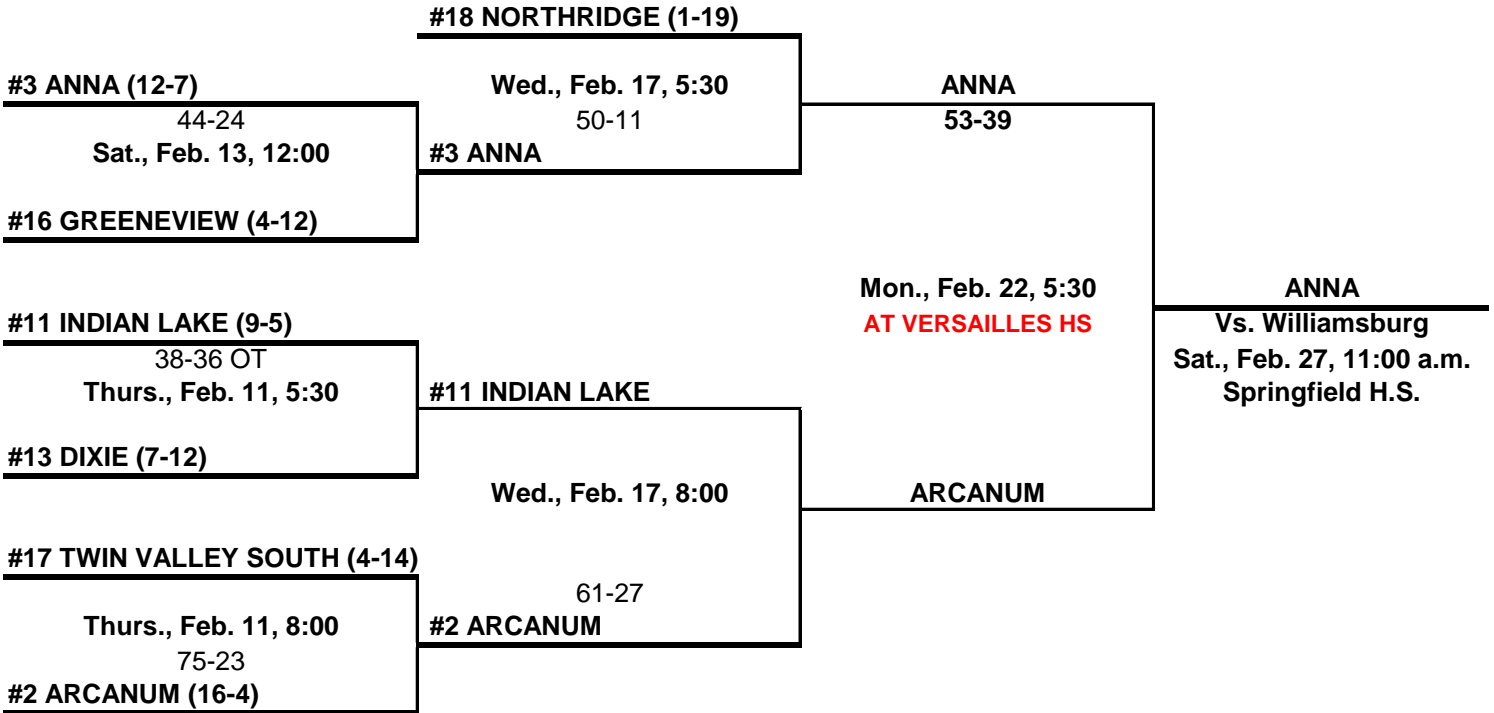 #18 NORTHRIDGE (1-19)
#3 ANNA (12-7)
Wed., Feb. 17, 5:30
ANNA
44-24
50-11
53-39
Sat., Feb. 13, 12:00
#3 ANNA
#16 GREENEVIEW (4-12)
Mon., Feb. 22, 5:30
ANNA
#11 INDIAN LAKE (9-5)
AT VERSAILLES HS
Vs. Williamsburg
38-36 OT
Sat., Feb. 27, 11:00 a.m.
Thurs., Feb. 11, 5:30
#11 INDIAN LAKE
Springfield H.S.
#13 DIXIE (7-12)
Wed., Feb. 17, 8:00
ARCANUM
#17 TWIN VALLEY SOUTH (4-14)
61-27
Thurs., Feb. 11, 8:00
#2 ARCANUM
75-23
#2 ARCANUM (16-4)